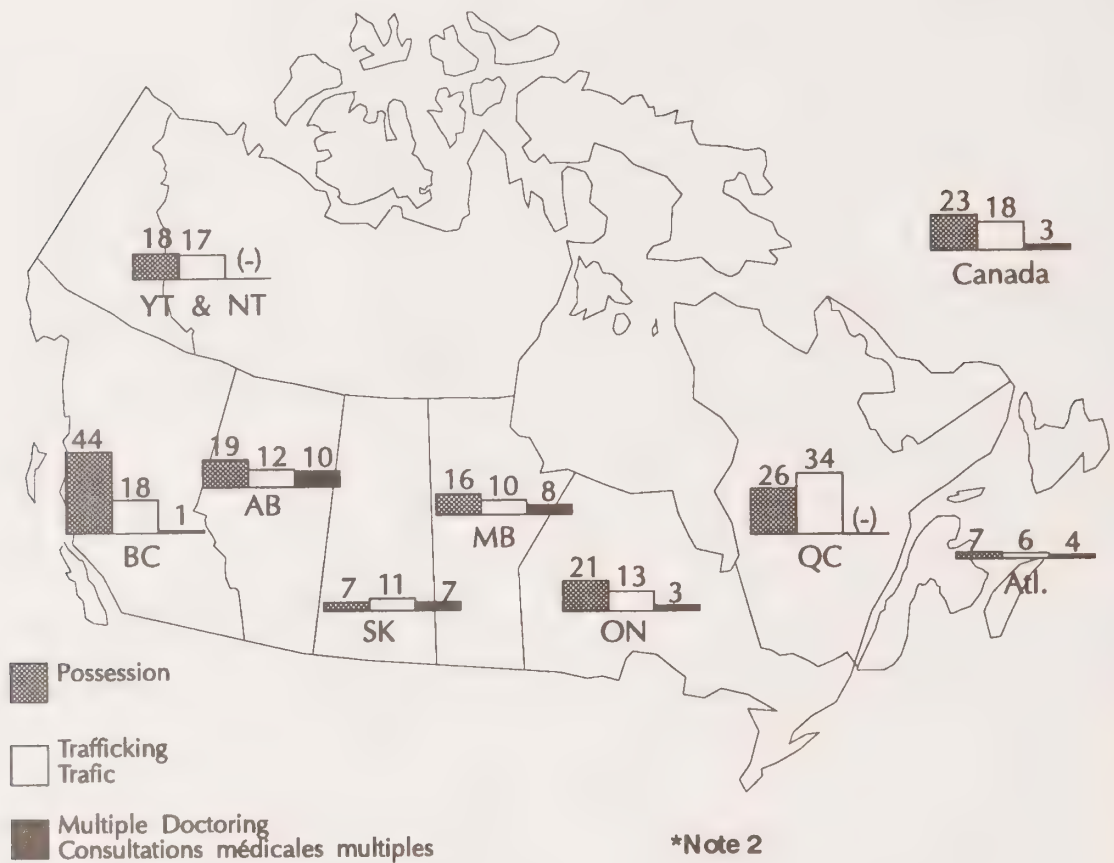 23 18 3
Canada
18 17 (-)
YT & NT
44 18 1
BC
19 12 10
AB
7 11 7
SK
16 10 8
MB
21 13 3
ON
26 34 (-)
QC
7 6 4
Atl.
Possession
Trafficking
Trafic
Multiple Doctoring
Consultations médicales multiples
*Note 2